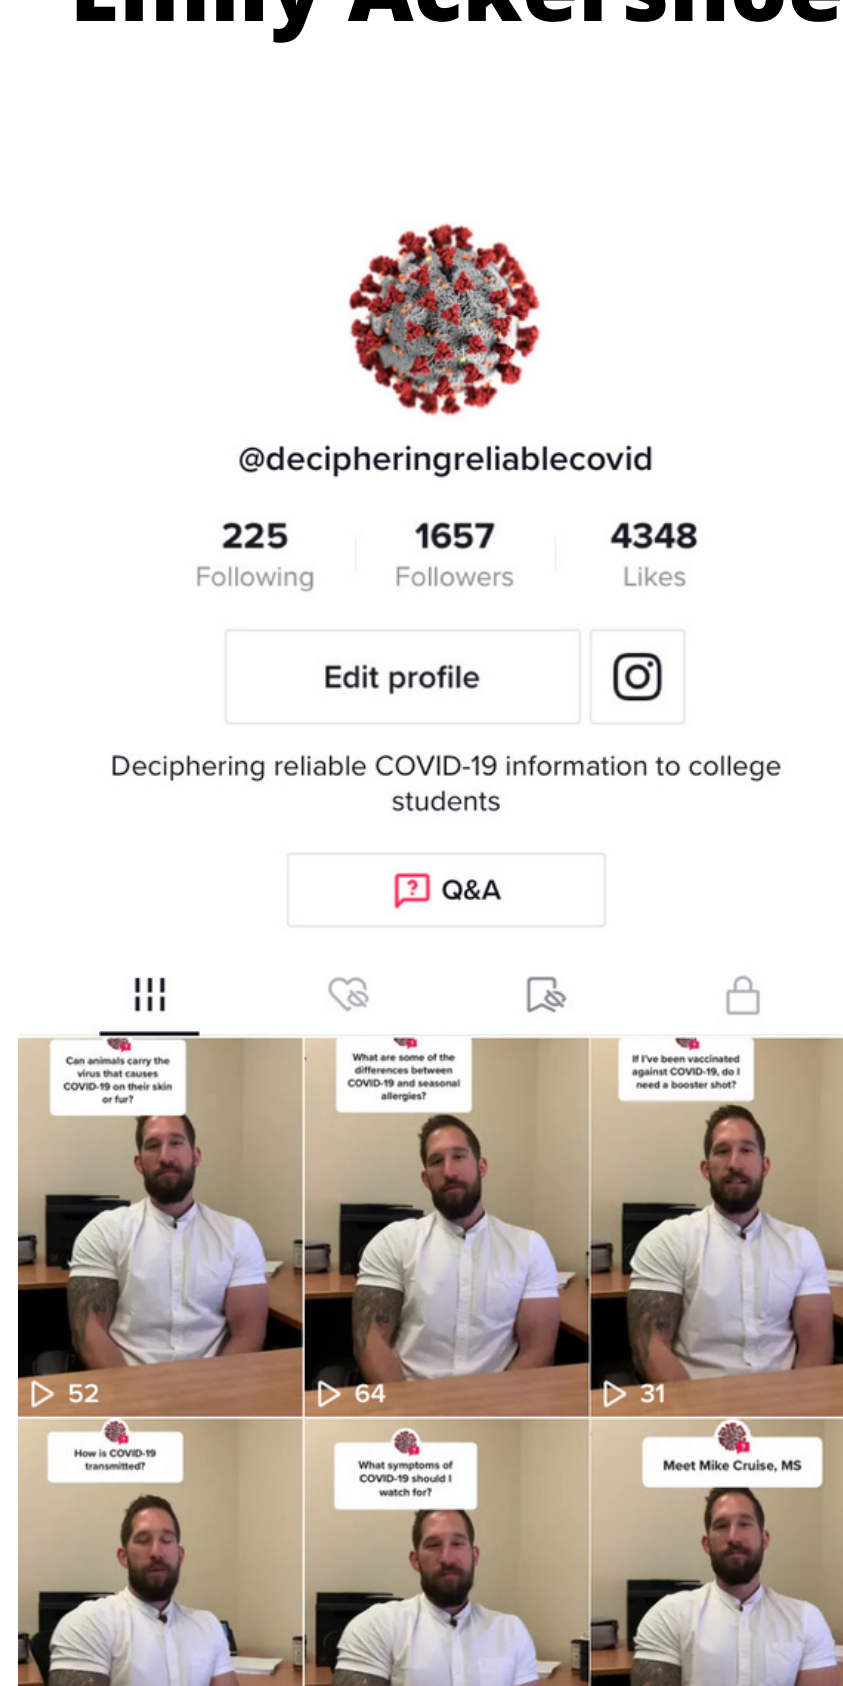 Emily Ackershoe
@decipheringreliablecovid
225
1657
4348
Following
Followers
Likes
Edit profile
Deciphering reliable COVID-19 information to college
students
Q&A
Can animals carry the
virus that causes
COVID-19 on their skin
or fur?
What are some of the
differences between
COVID-19 and seasonal
allergies?
If I've been vaccinated
against COVID-19, do I
need a booster shot?
52
64
31
How is COVID-19
transmitted?
What symptoms of
COVID-19 should I
watch for?
Meet Mike Cruise, MS